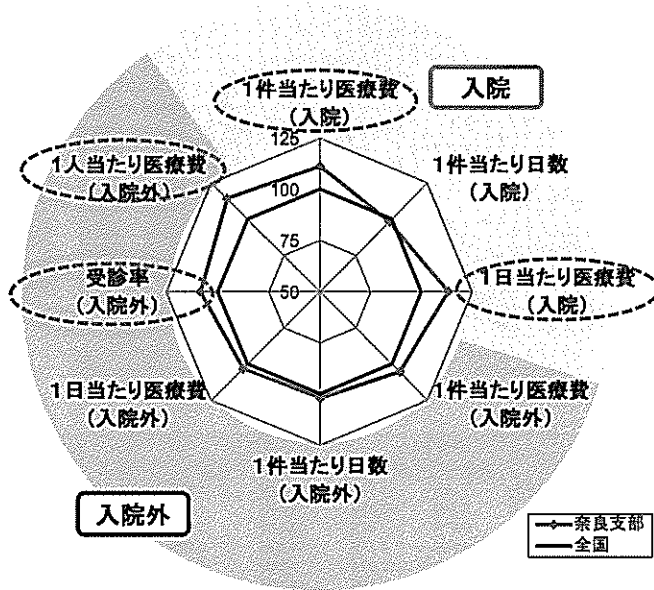 1件当たり医療費
(入院)
入院
125
1人当たり医療費
(入院外)
1件当たり日数
(入院)
100
75
受診率
(入院外)
50
1日当たり医療費
(入院)
1日当たり医療費
(入院外)
1件当たり医療費
(入院外)
1件当たり日数
(入院外)
入院外
奈良支部
全国